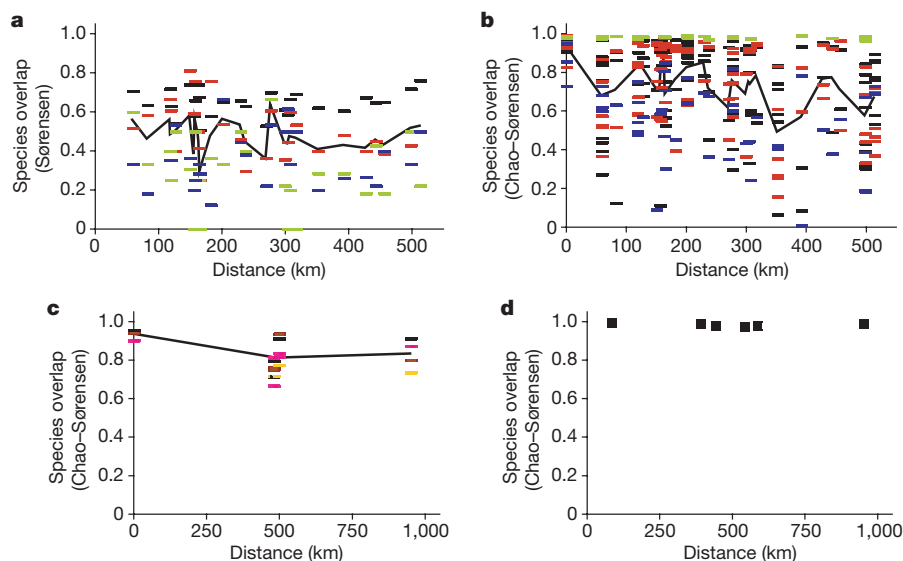 a
Species overlap
(Sørensen)
1.0
0.8
0.6
0.4
0.2
0
0 100 200 300 400 500
Distance (km)
b
Species overlap
(Chao–Sørensen)
1.0
0.8
0.6
0.4
0.2
0
0 100 200 300 400 500
Distance (km)
c
Species overlap
(Chao–Sørensen)
1.0
0.8
0.6
0.4
0.2
0
0 250 500 750 1,000
Distance (km)
d
Species overlap
(Chao–Sørensen)
1.0
0.8
0.6
0.4
0.2
0
0 250 500 750 1,000
Distance (km)